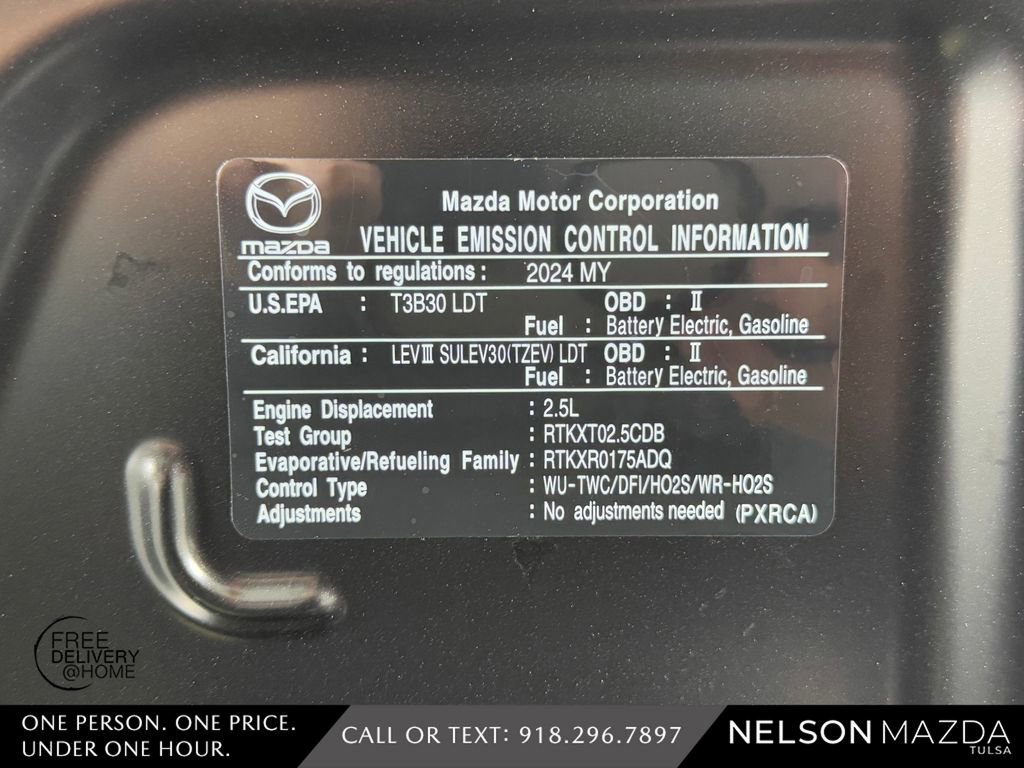 mazda
Mazda Motor Corporation
VEHICLE EMISSION CONTROL INFORMATION
Conforms to regulations : 2024 MY
U.S.EPA : T3B30 LDT OBD : Ⅱ
Fuel : Battery Electric, Gasoline
California : LEVⅢ SULEV30(TZEV) LDT OBD : Ⅱ
Fuel : Battery Electric, Gasoline
Engine Displacement : 2.5L
Test Group : RTKXT02.5CDB
Evaporative/Refueling Family : RTKXR0175ADQ
Control Type : WU-TWC/DFI/HO2S/WR-HO2S
Adjustments : No adjustments needed (PXRCA)
FREE
DELIVERY
@HOME
ONE PERSON. ONE PRICE.
UNDER ONE HOUR.
CALL OR TEXT: 918.296.7897
NELSON MAZDA
TULSA